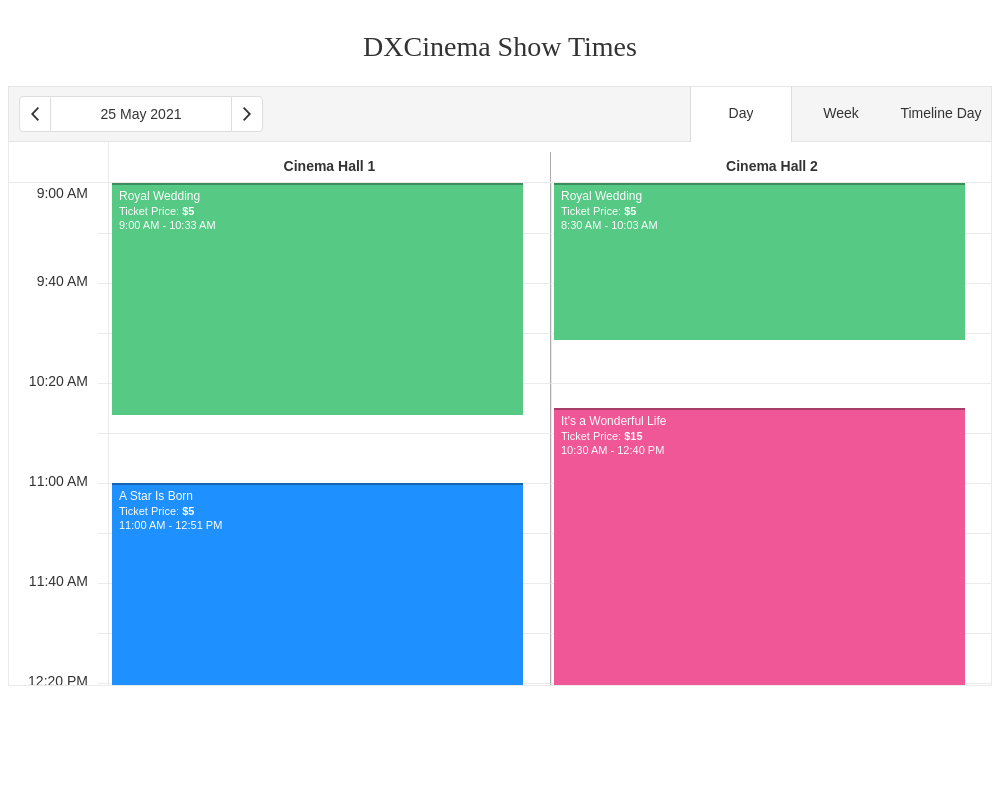 DXCinema Show Times
25 May 2021
Day
Week
Timeline Day
Cinema Hall 1
Cinema Hall 2
9:00 AM
9:40 AM
10:20 AM
11:00 AM
11:40 AM
12:20 PM
Royal Wedding
Ticket Price: $5
9:00 AM - 10:33 AM
A Star Is Born
Ticket Price: $5
11:00 AM - 12:51 PM
Royal Wedding
Ticket Price: $5
8:30 AM - 10:03 AM
It's a Wonderful Life
Ticket Price: $15
10:30 AM - 12:40 PM